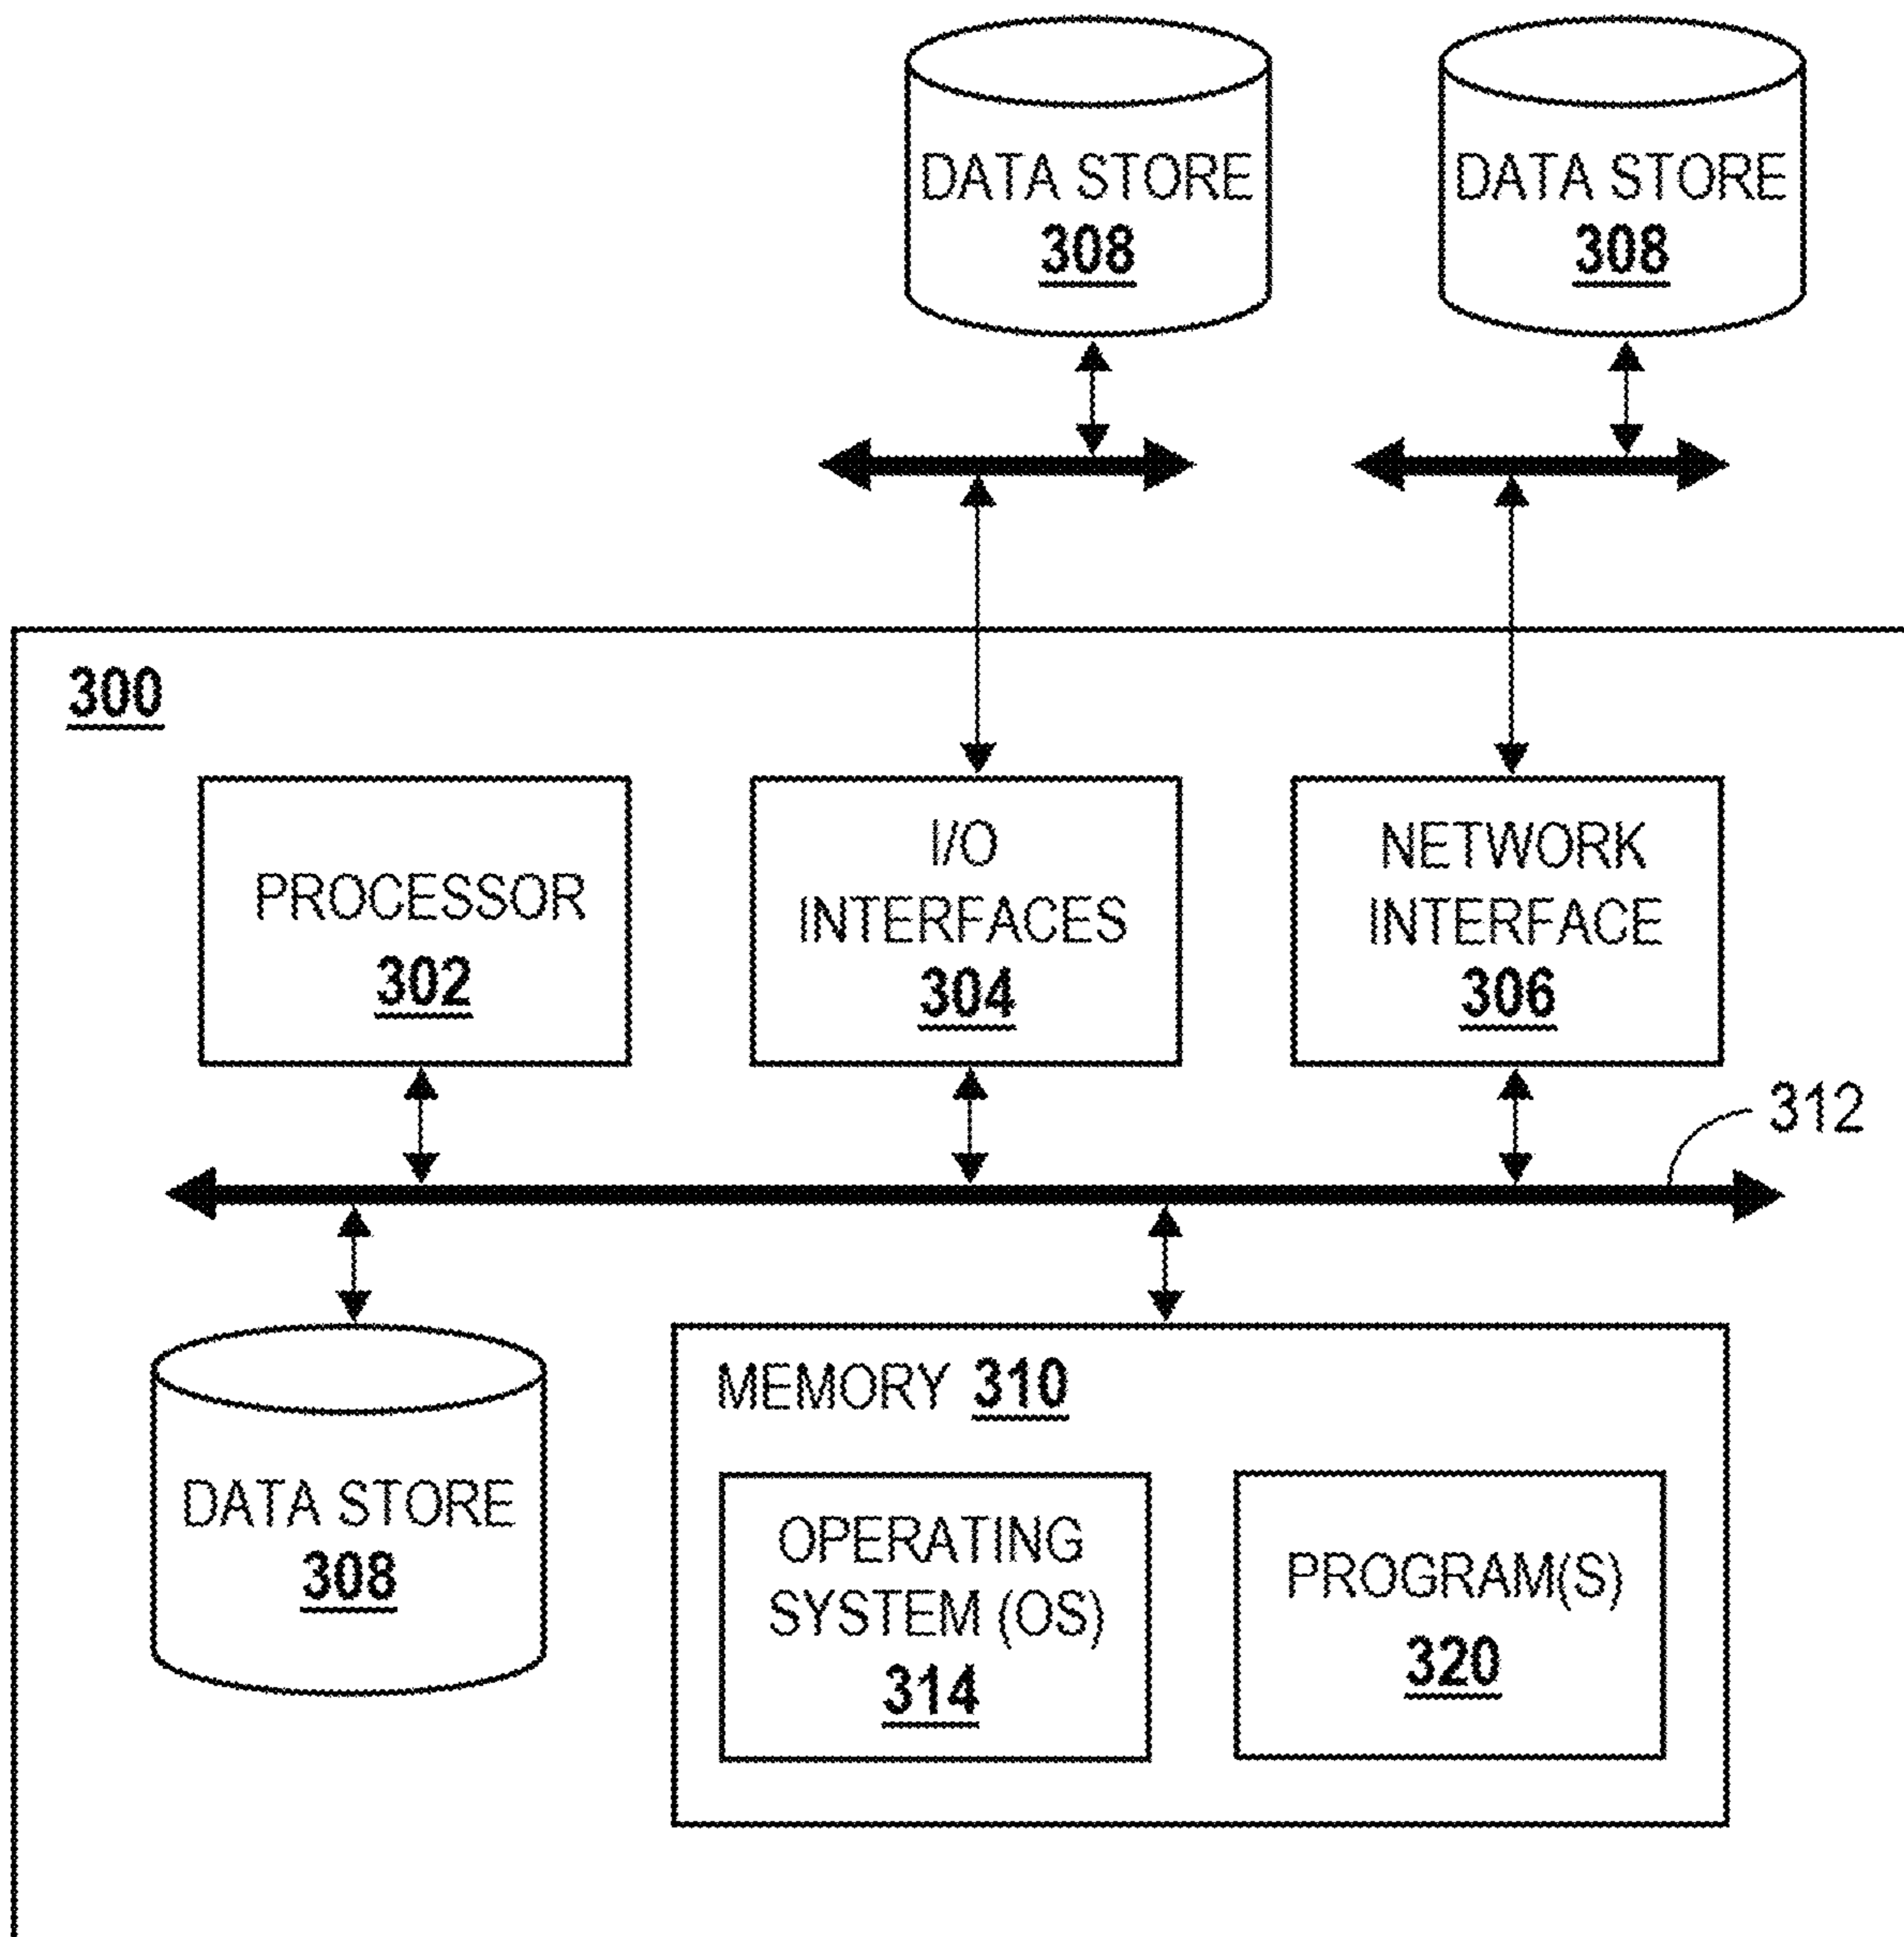 DATA STORE
308
DATA STORE
308
300
PROCESSOR
302
I/O
INTERFACES
304
NETWORK
INTERFACE
306
312
DATA STORE
308
MEMORY 310
OPERATING
SYSTEM (OS)
314
PROGRAM(S)
320